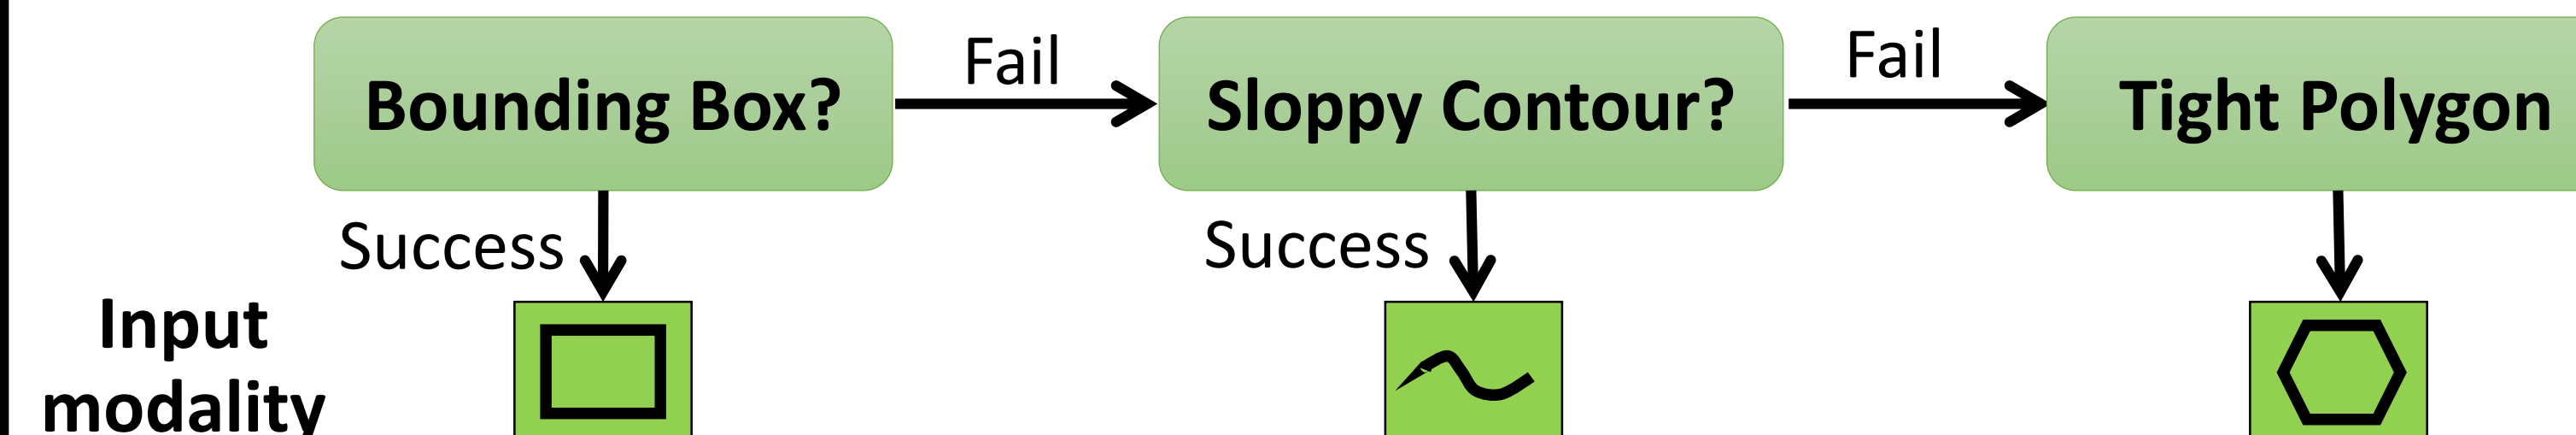 Bounding Box?
Fail
Sloppy Contour?
Fail
Tight Polygon
Success
Success
Input
modality